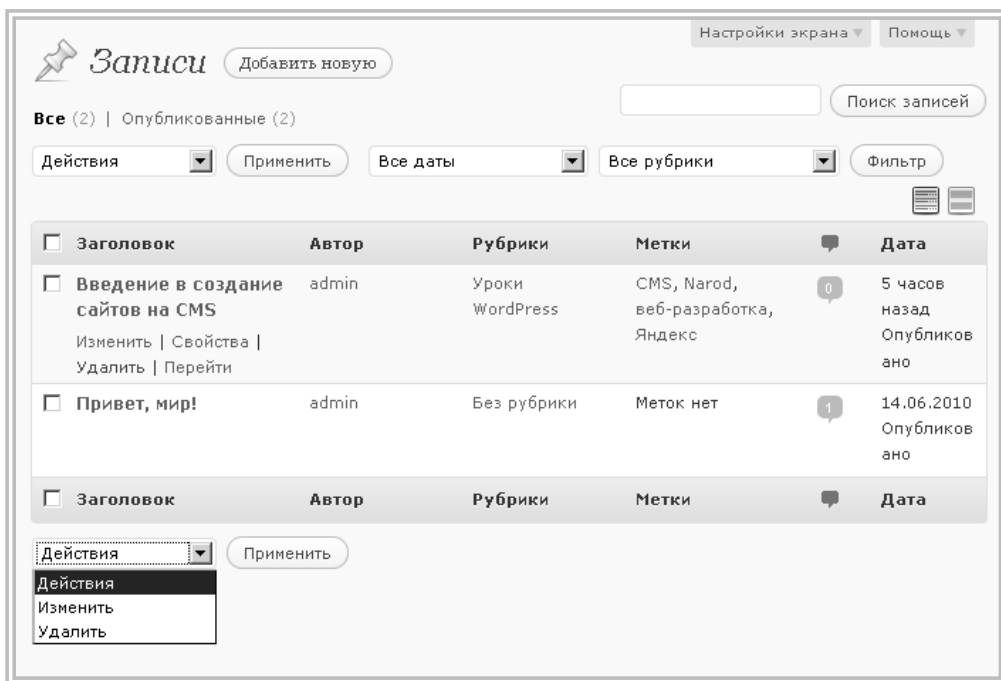 Настройки экрана Помощь
Записи Добавить новую
Поиск записей
Все (2) | Опубликованные (2)
Действия Применить Все даты Все рубрики Фильтр
Заголовок Автор Рубрики Метки Дата
Введение в создание admin Уроки CMS, Narod, 0 5 часов
сайтов на CMS WordPress веб-разработка, назад
Изменить | Свойства | Яндекс Опубликов
Удалить | Перейти ано
Привет, мир! admin Без рубрики Меток нет 1 14.06.2010
Опубликов
ано
Заголовок Автор Рубрики Метки Дата
Действия Применить
Действия
Изменить
Удалить